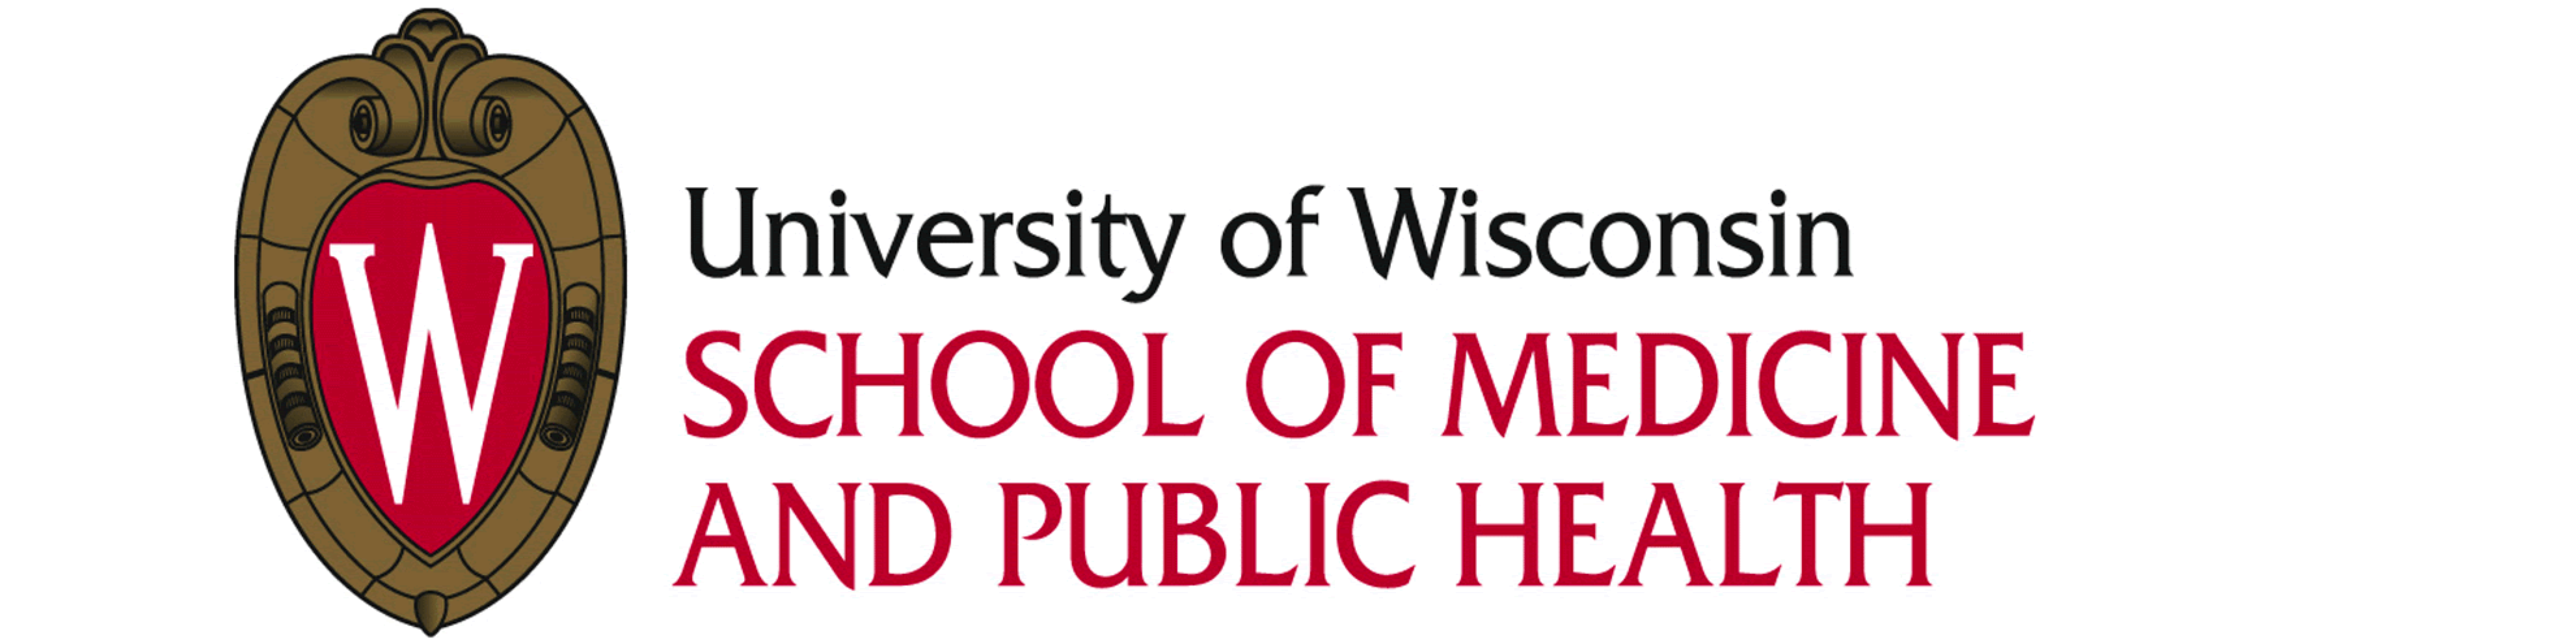 W
University of Wisconsin
SCHOOL OF MEDICINE
AND PUBLIC HEALTH